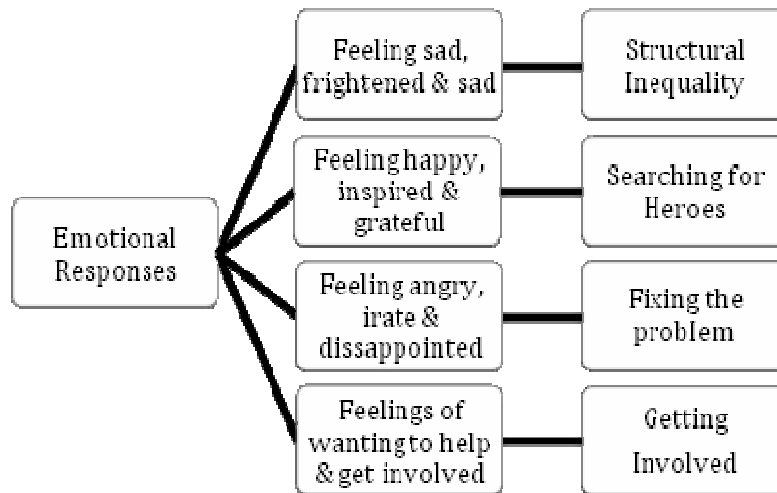 Emotional
Responses
Feeling sad,
frightened & sad
Structural
Inequality
Feeling happy,
inspired &
grateful
Searching for
Heroes
Feeling angry,
irate &
dissappointed
Fixing the
problem
Feelings of
wanting to help
& get involved
Getting
Involved